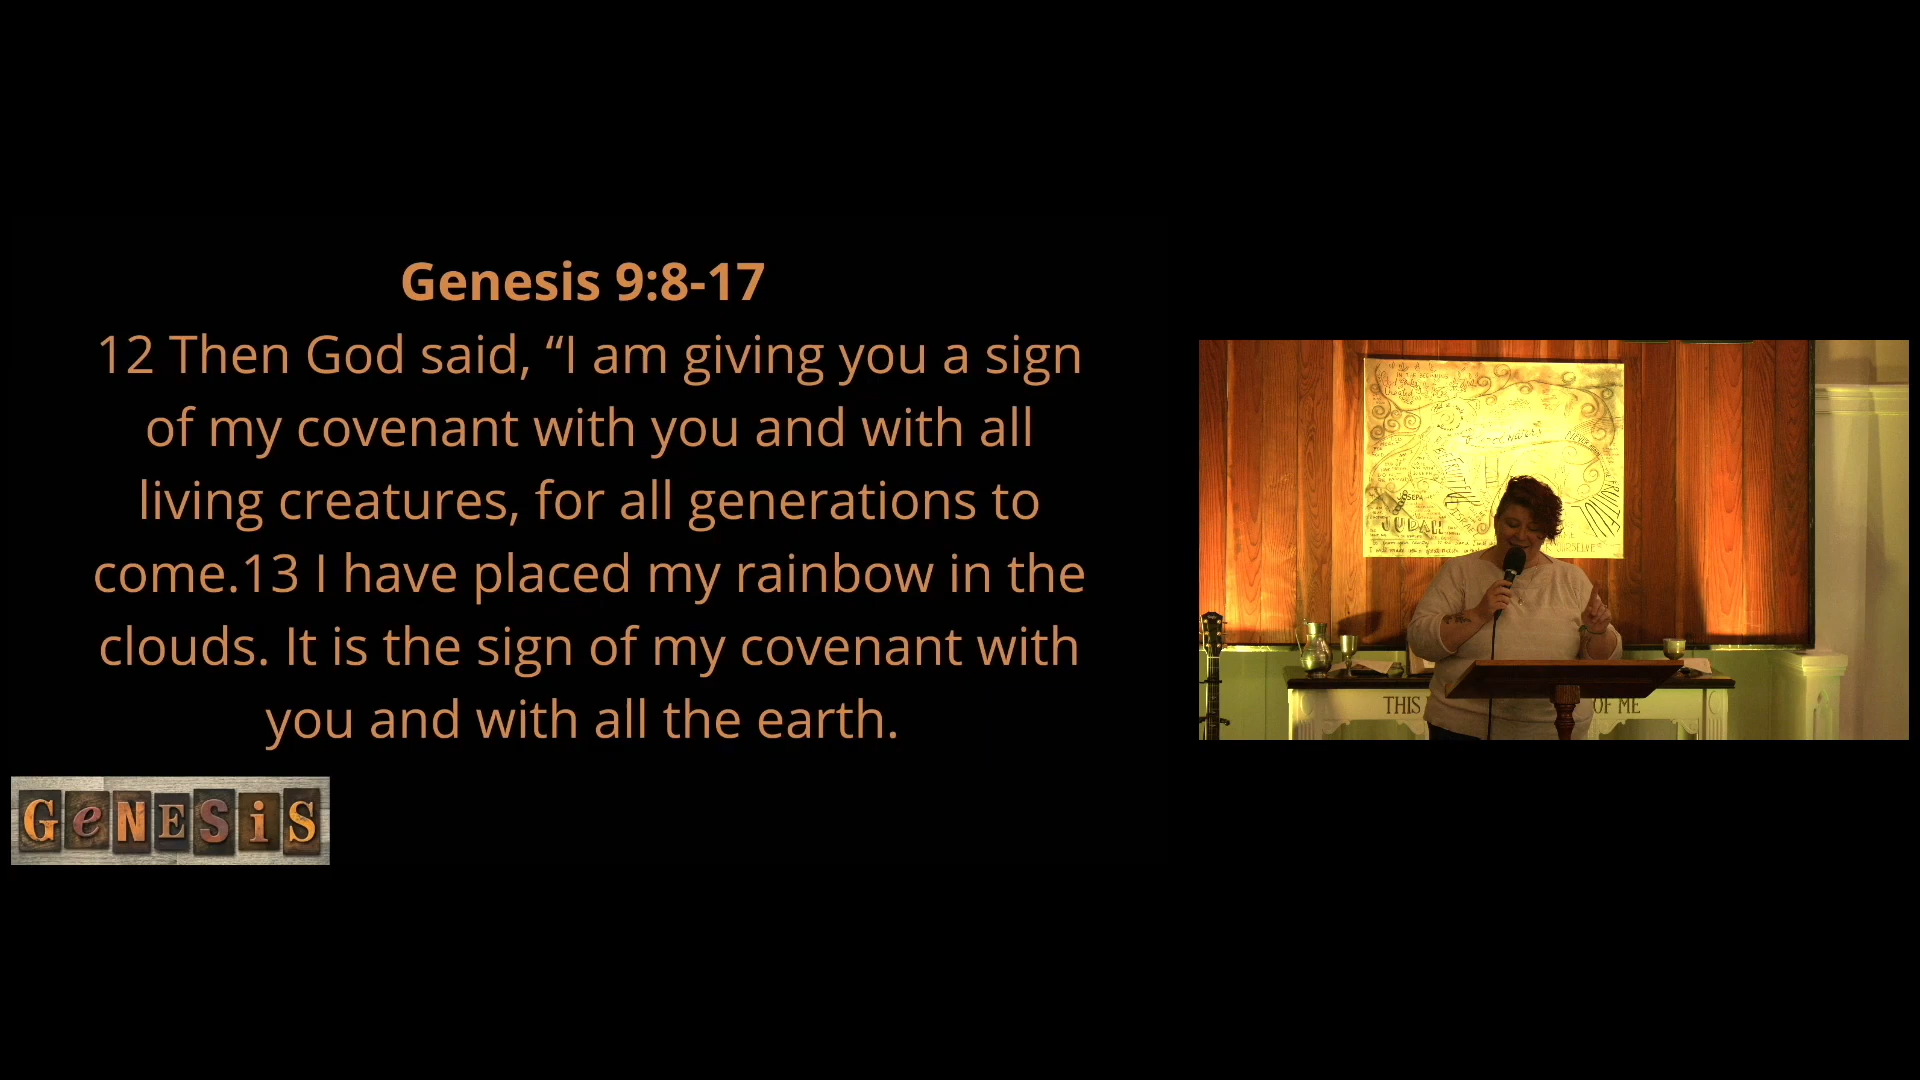 Genesis 9:8-17
12 Then God said, “I am giving you a sign
of my covenant with you and with all
living creatures, for all generations to
come.13 I have placed my rainbow in the
clouds. It is the sign of my covenant with
you and with all the earth.
GeNESiS
JUDAH
THIS
OF ME